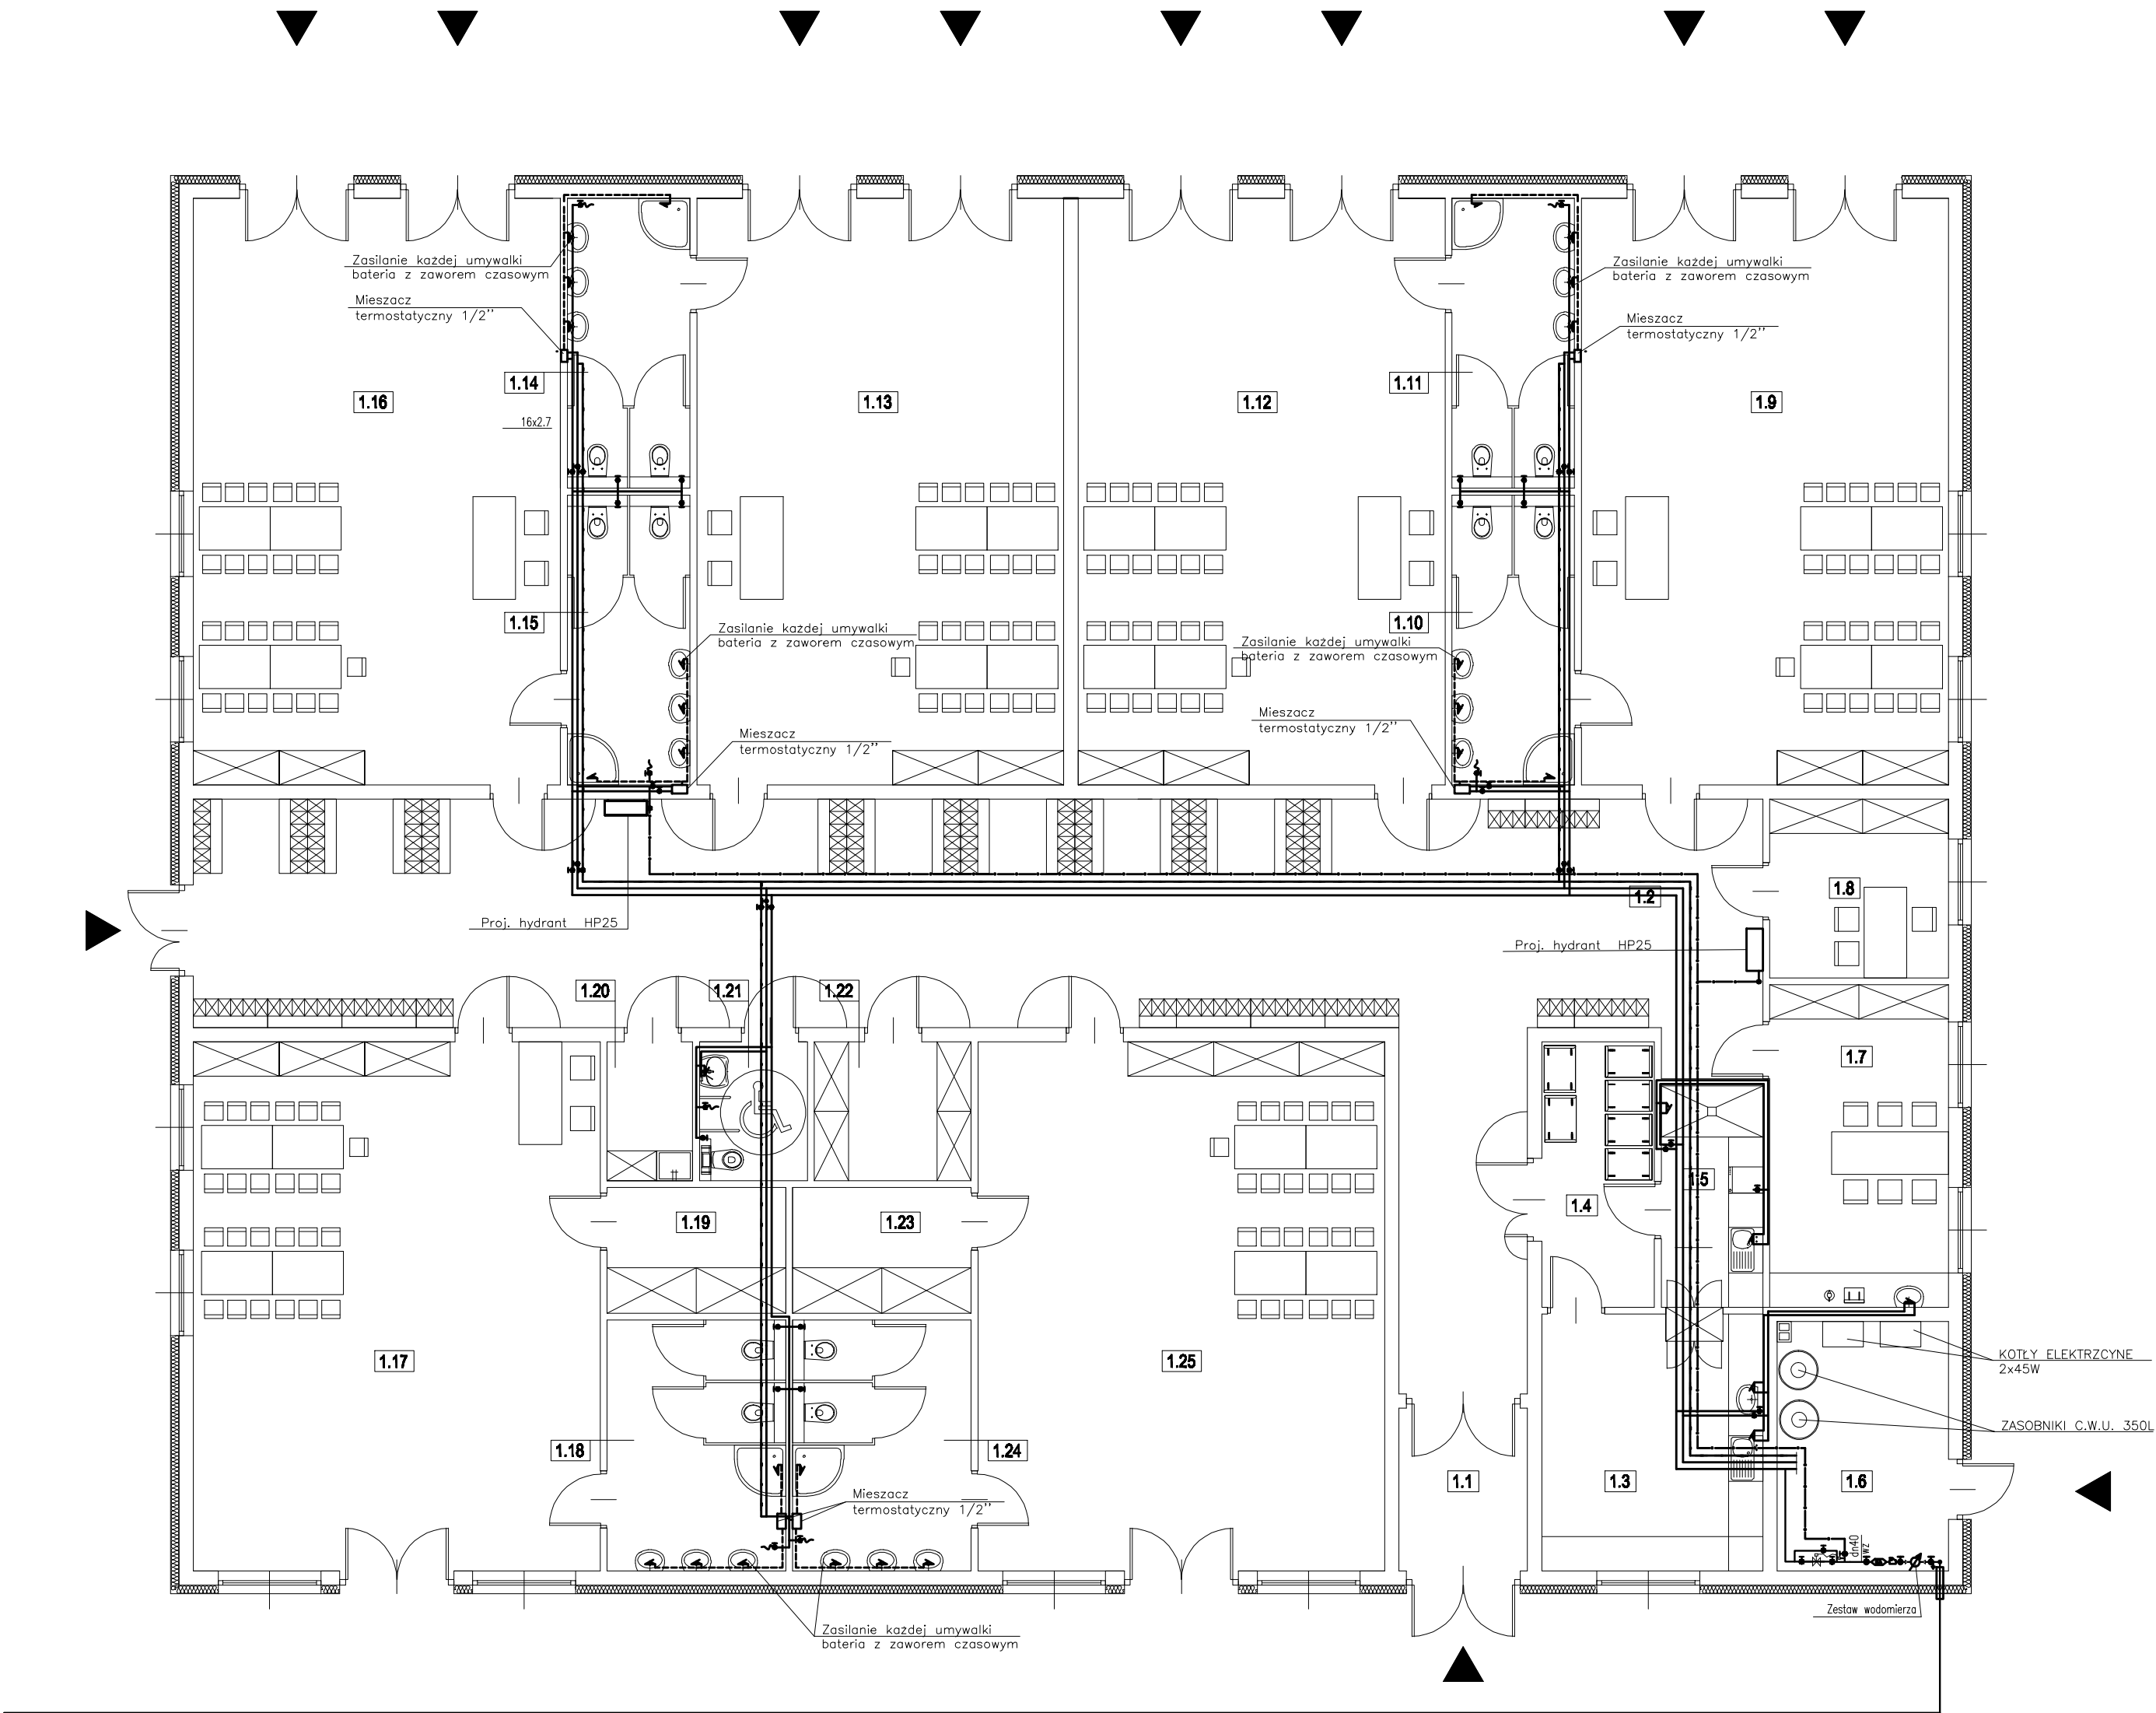 Zasilanie każdej umywalki
bateria z zaworem czasowym
Mieszacz
termostatyczny 1/2''
Zasilanie każdej umywalki
bateria z zaworem czasowym
Mieszacz
termostatyczny 1/2''
1.14
1.11
1.16
1.13
1.12
1.9
16x2.7
1.15
1.10
Zasilanie każdej umywalki
bateria z zaworem czasowym
Zasilanie każdej umywalki
bateria z zaworem czasowym
Mieszacz
termostatyczny 1/2''
Mieszacz
termostatyczny 1/2''
1.8
1.2
Proj. hydrant HP25
Proj. hydrant HP25
1.20
1.21
1.22
1.7
1.5
1.4
1.19
1.23
1.17
1.25
KOTŁY ELEKTRZCYNE
2x45W
ZASOBNIKI C.W.U. 350L
1.18
1.24
1.1
1.3
1.6
Mieszacz
termostatyczny 1/2''
dn40
wz
Zestaw wodomierza
Zasilanie każdej umywalki
bateria z zaworem czasowym